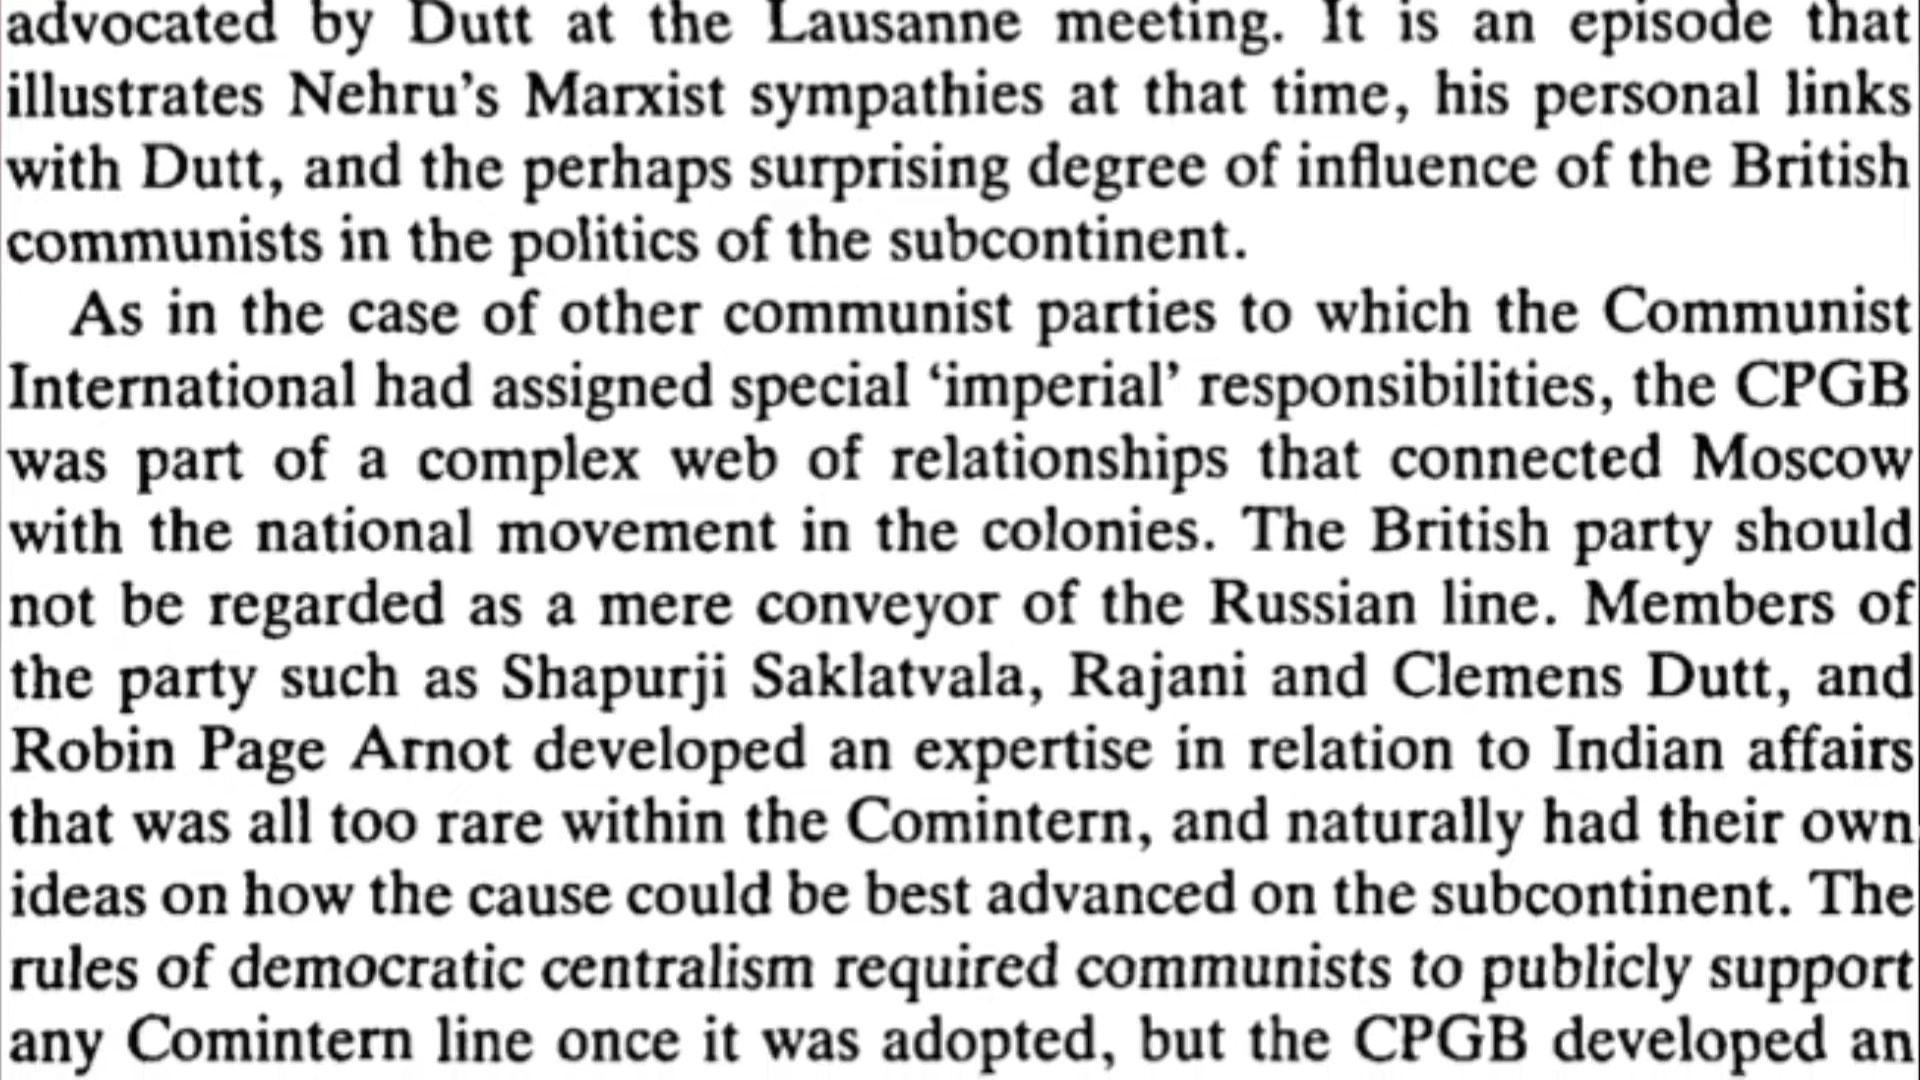 advocated by Dutt at the Lausanne meeting. It is an episode that
illustrates Nehru's Marxist sympathies at that time, his personal links
with Dutt, and the perhaps surprising degree of influence of the British
communists in the politics of the subcontinent.
As in the case of other communist parties to which the Communist
International had assigned special ‘imperial’ responsibilities, the CPGB
was part of a complex web of relationships that connected Moscow
with the national movement in the colonies. The British party should
not be regarded as a mere conveyor of the Russian line. Members of
the party such as Shapurji Saklatvala, Rajani and Clemens Dutt, and
Robin Page Arnot developed an expertise in relation to Indian affairs
that was all too rare within the Comintern, and naturally had their own
ideas on how the cause could be best advanced on the subcontinent. The
rules of democratic centralism required communists to publicly support
any Comintern line once it was adopted, but the CPGB developed an